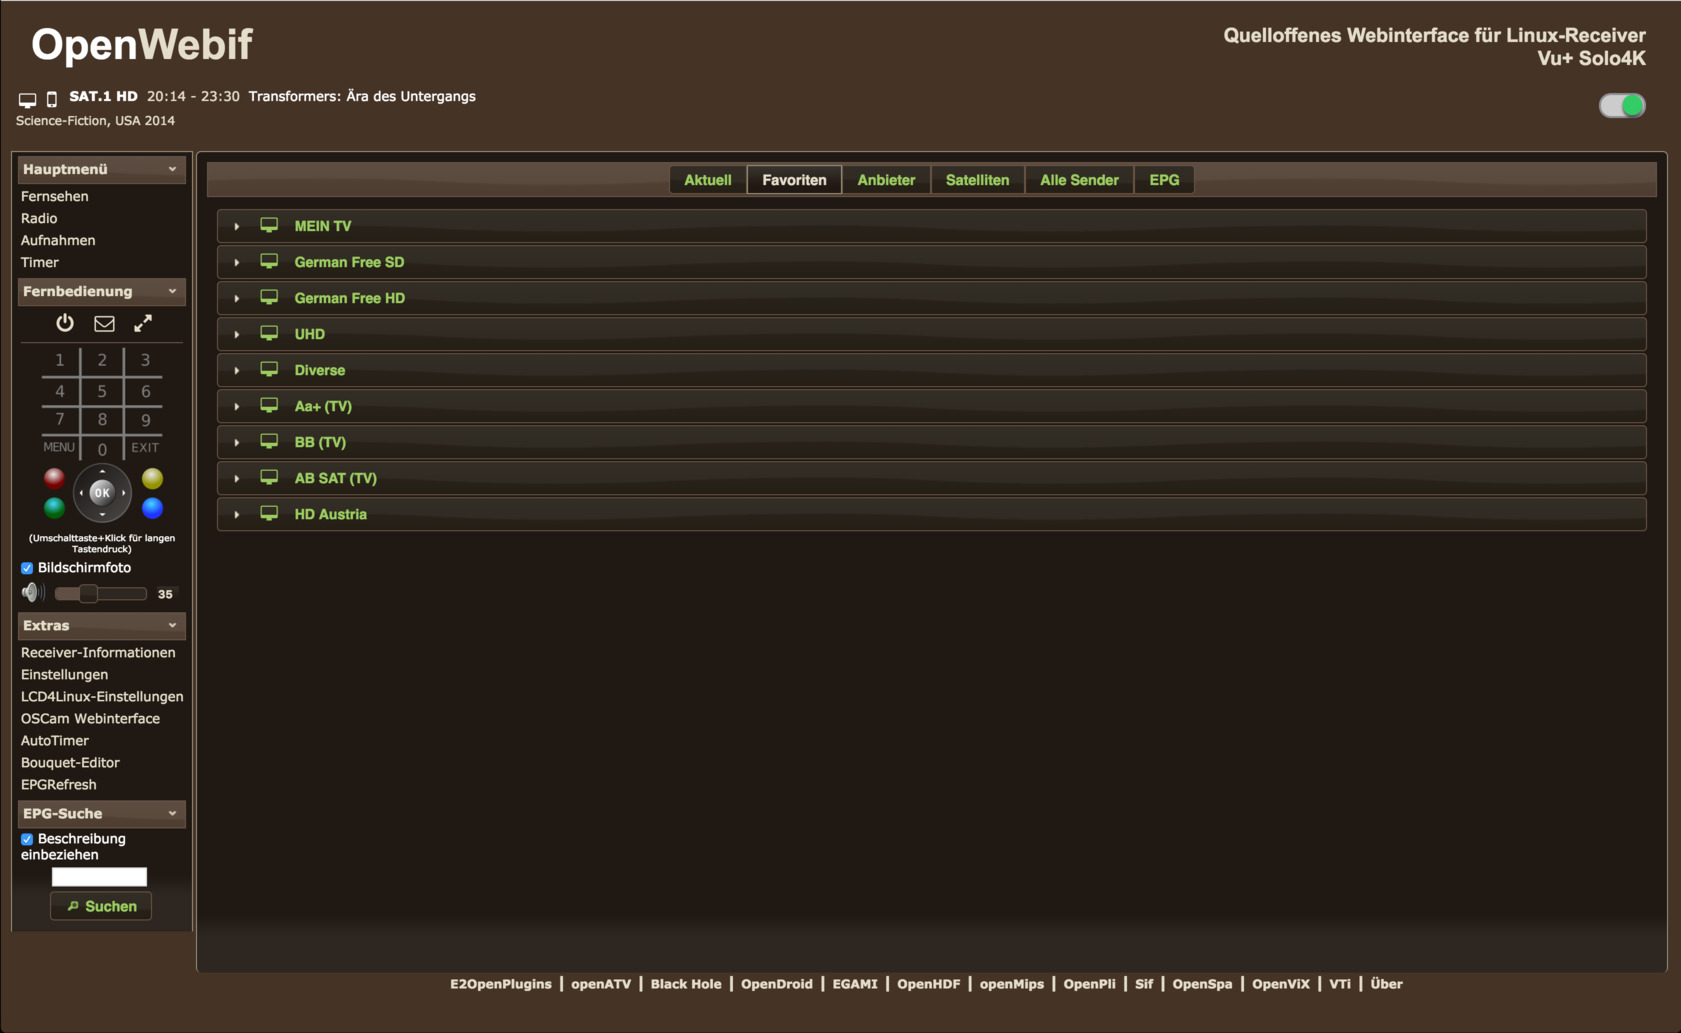 OpenWebif
Quelloffenes Webinterface für Linux-Receiver
Vu+ Solo4K
SAT.1 HD 20:14 - 23:30 Transformers: Ära des Untergangs
Science-Fiction, USA 2014
Hauptmenü
Fernsehen
Radio
Aufnahmen
Timer
Fernbedienung
1 2 3
4 5 6
7 8 9
MENU 0 EXIT
OK
(Umschalttaste+Klick für langen
Tastendruck)
Bildschirmfoto
35
Extras
Receiver-Informationen
Einstellungen
LCD4Linux-Einstellungen
OSCam Webinterface
AutoTimer
Bouquet-Editor
EPGRefresh
EPG-Suche
Beschreibung
einbeziehen
Suchen
Aktuell Favoriten Anbieter Satelliten Alle Sender EPG
MEIN TV
German Free SD
German Free HD
UHD
Diverse
Aa+ (TV)
BB (TV)
AB SAT (TV)
HD Austria
E2OpenPlugins | openATV | Black Hole | OpenDroid | EGAMI | OpenHDF | openMips | OpenPli | Sif | OpenSpa | OpenViX | VTi | Über